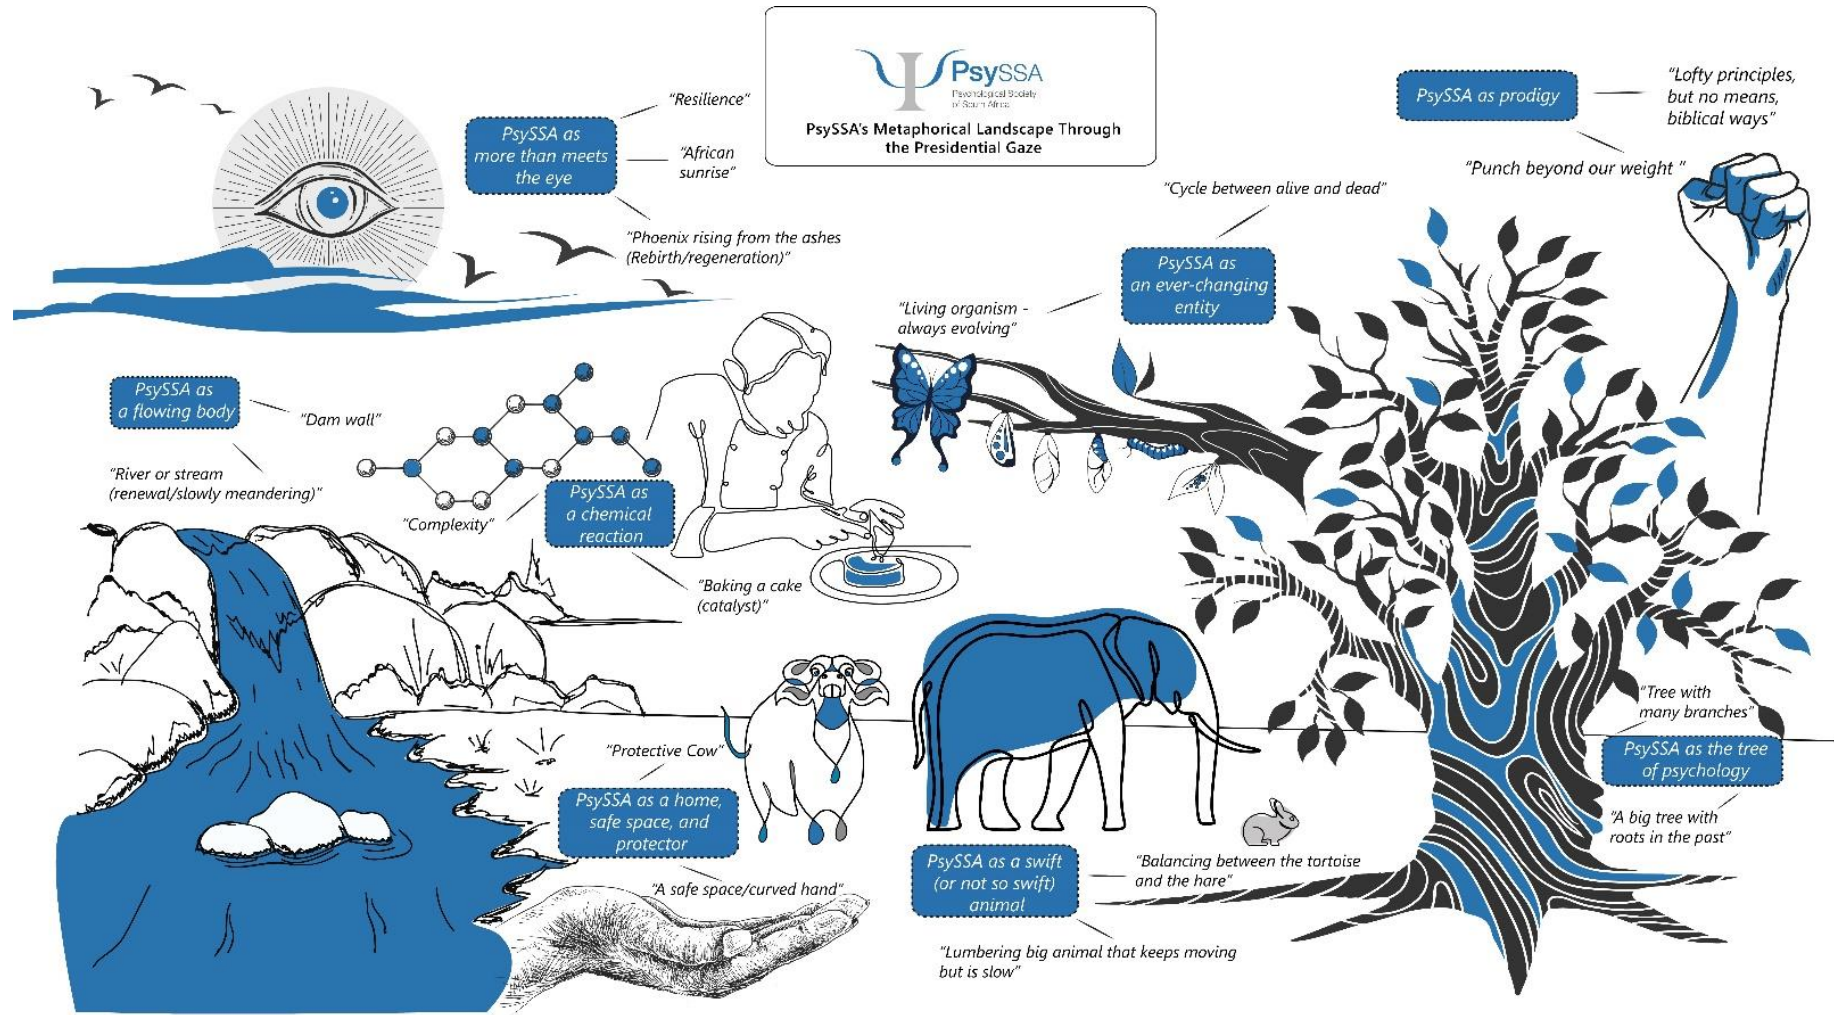 PsySSA
Psychological Society
of South Africa
PsySSA's Metaphorical Landscape Through
the Presidential Gaze
PsySSA as
more than meets
the eye
"Resilience"
"African
sunrise"
"Phoenix rising from the ashes
(Rebirth/regeneration)"
PsySSA as prodigy
"Lofty principles,
but no means,
biblical ways"
"Punch beyond our weight "
"Cycle between alive and dead"
PsySSA as
an ever-changing
entity
"Living organism -
always evolving"
PsySSA as
a flowing body
"Dam wall"
"River or stream
(renewal/slowly meandering)"
PsySSA as
a chemical
reaction
"Complexity"
"Baking a cake
(catalyst)"
"Protective Cow"
PsySSA as a home,
safe space, and
protector
"A safe space/curved hand"
PsySSA as a swift
(or not so swift)
animal
"Balancing between the tortoise
and the hare"
"Lumbering big animal that keeps moving
but is slow"
"Tree with
many branches"
PsySSA as the tree
of psychology
"A big tree with
roots in the past"